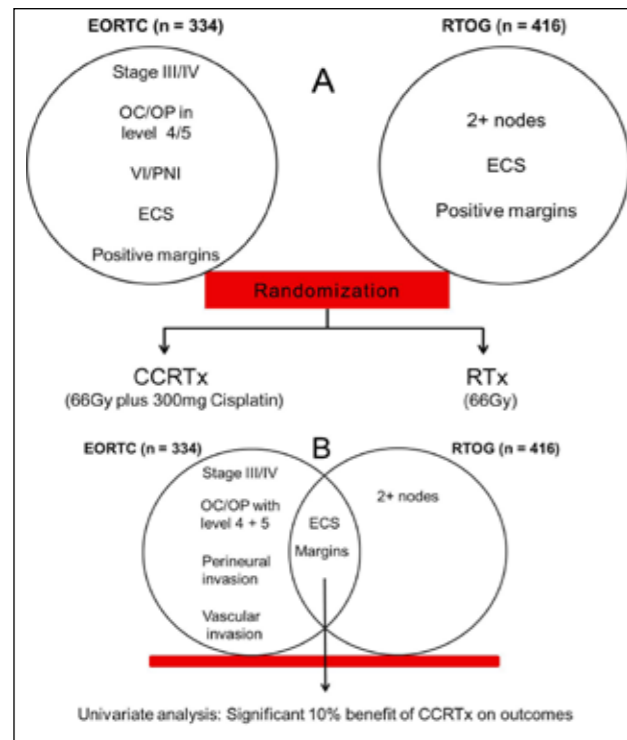 EORTC (n = 334)
RTOG (n = 416)
A
Stage III/IV
OC/OP in
level 4/5
VI/PNI
ECS
Positive margins
2+ nodes
ECS
Positive margins
Randomization
CCRTx
(66Gy plus 300mg Cisplatin)
RTx
(66Gy)
B
EORTC (n = 334)
RTOG (n = 416)
Stage III/IV
OC/OP with
level 4 + 5
Perineural
invasion
Vascular
invasion
ECS
Margins
2+ nodes
Univariate analysis: Significant 10% benefit of CCRTx on outcomes